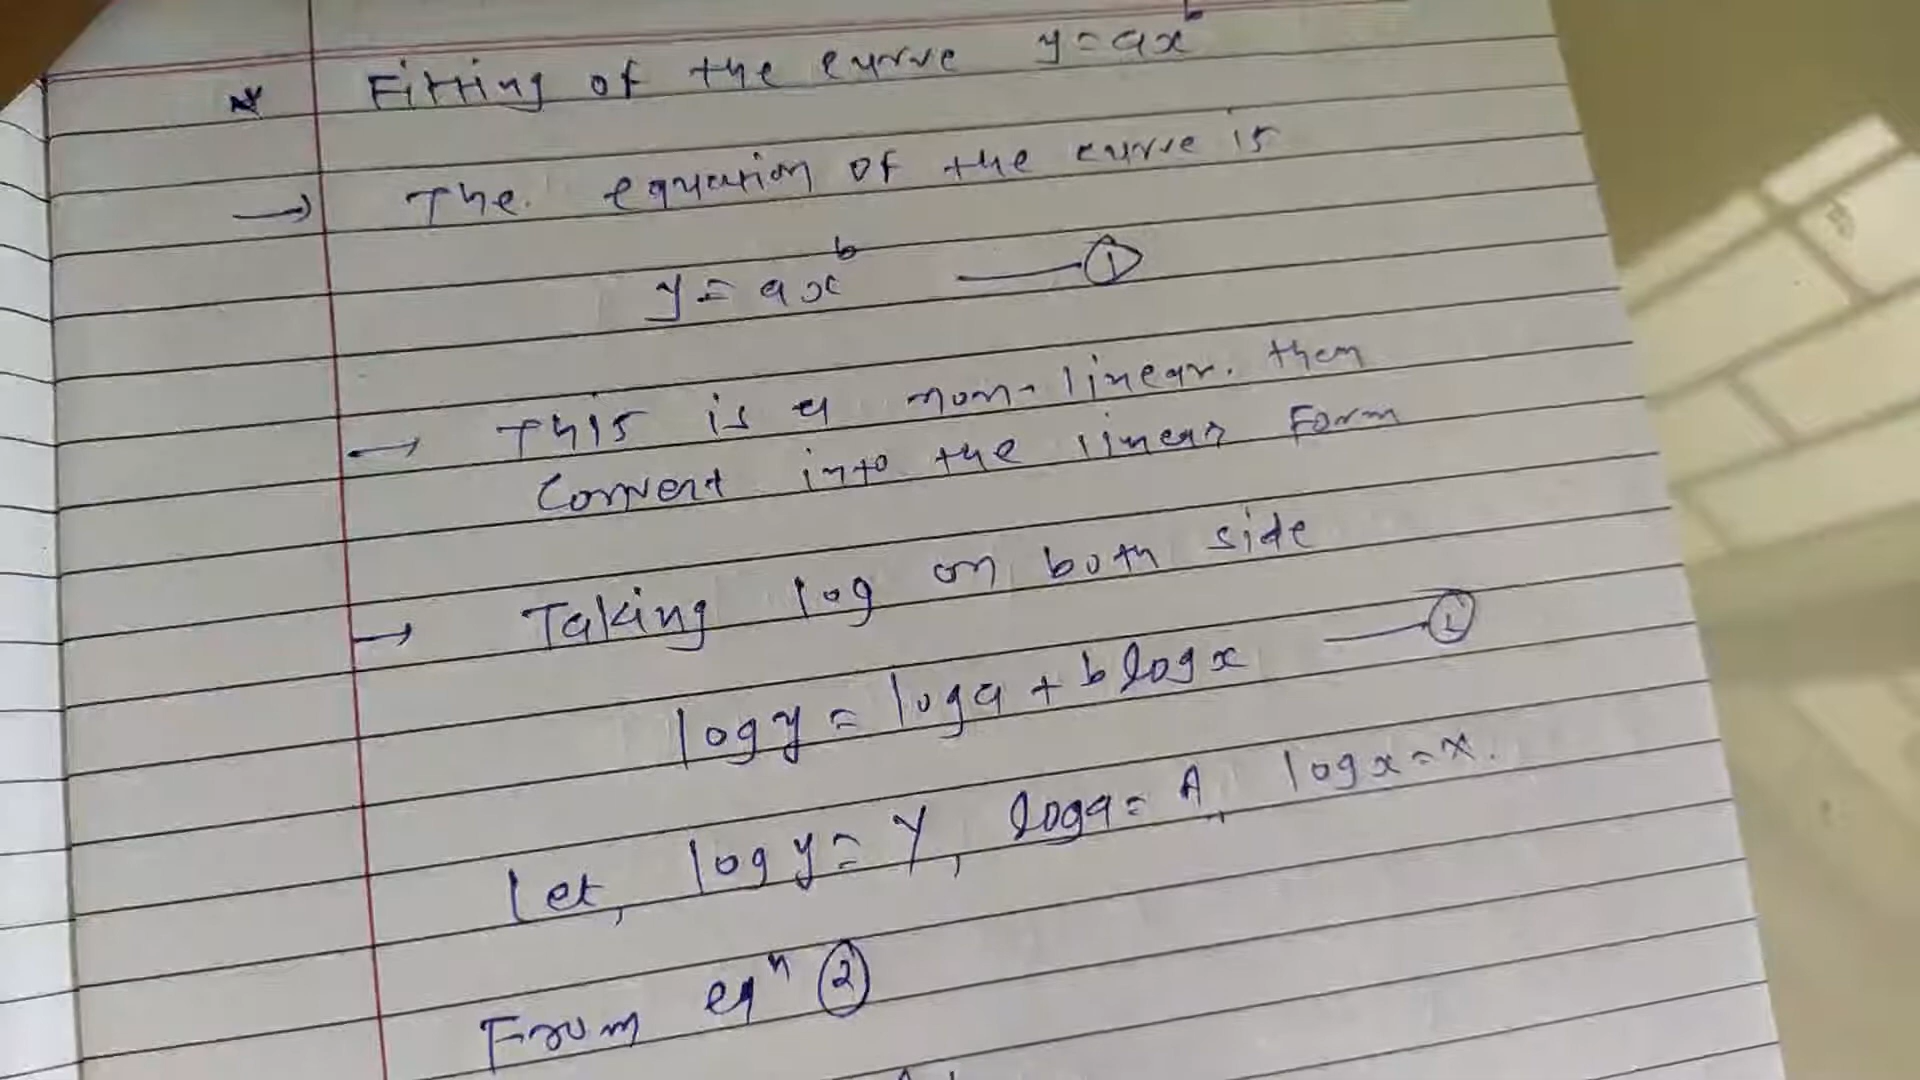 * Fitting of the curve y = ax^b
→ The equation of the curve is
y = ax^b —— ①
→ This is a non-linear. then
Convert into the linear Form
→ Taking log on both side
log y = log a + b log x —— ②
Let, log y = Y, log a = A, log x = X.
From eqⁿ ②